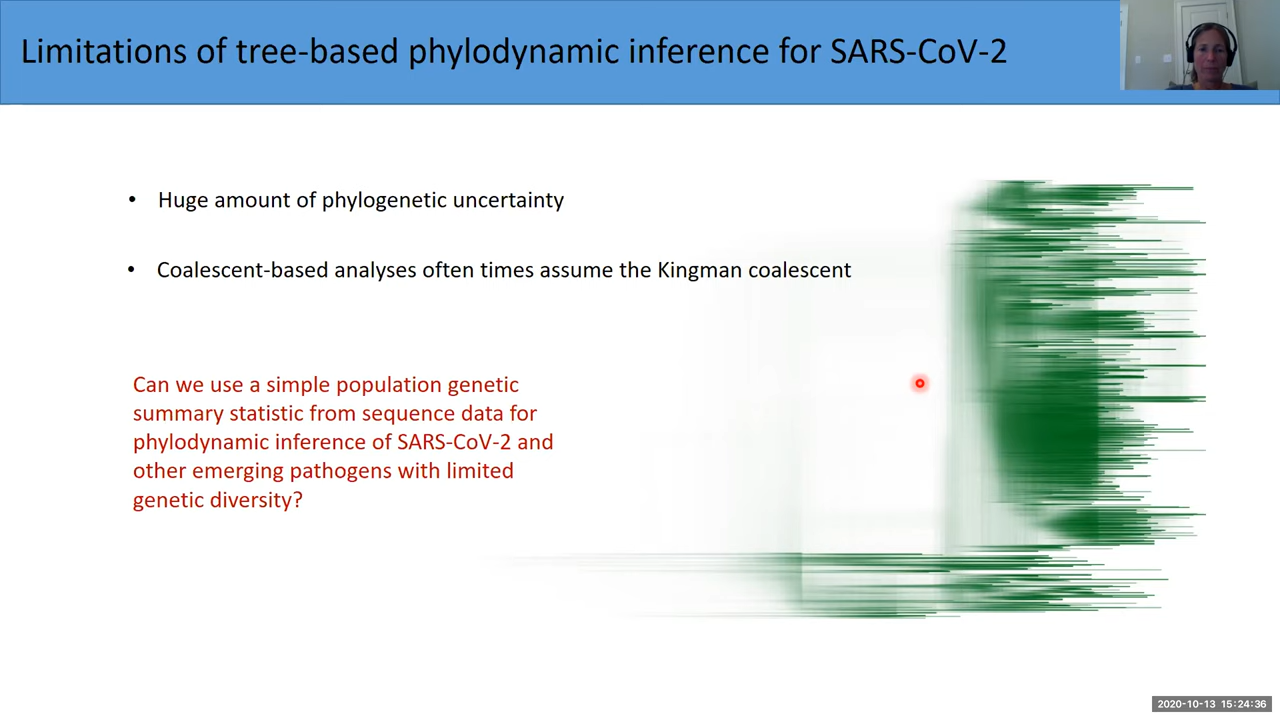 Limitations of tree-based phylodynamic inference for SARS-CoV-2
• Huge amount of phylogenetic uncertainty
• Coalescent-based analyses often times assume the Kingman coalescent
Can we use a simple population genetic
summary statistic from sequence data for
phylodynamic inference of SARS-CoV-2 and
other emerging pathogens with limited
genetic diversity?
2020-10-13 15:24:36